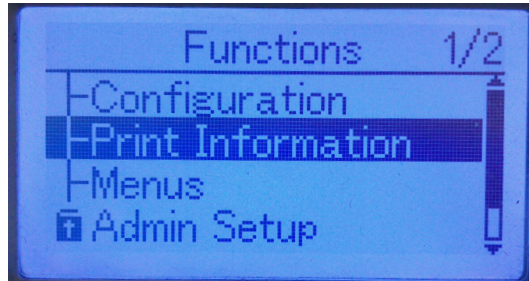 Functions 1/2
Configuration
Print Information
Menus
Admin Setup